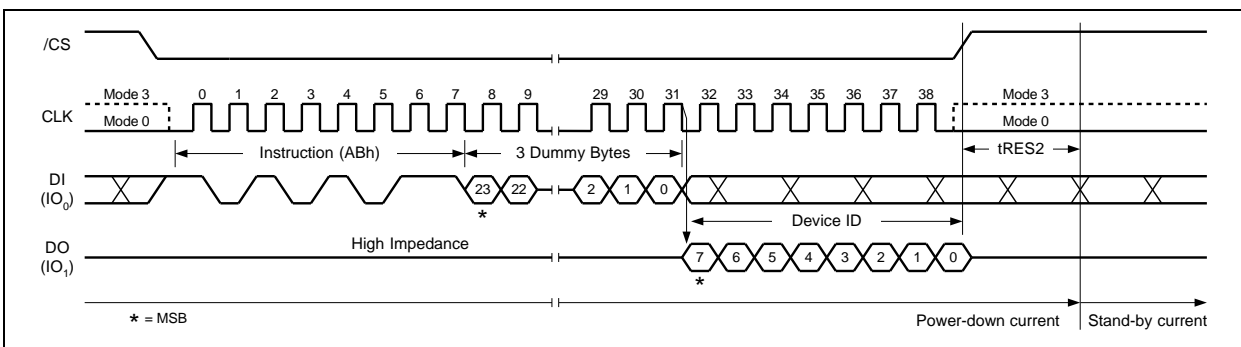 /CS
Mode 3 0 1 2 3 4 5 6 7 8 9 29 30 31 32 33 34 35 36 37 38 Mode 3
CLK
Mode 0 Mode 0
Instruction (ABh) 3 Dummy Bytes tRES2
DI
(IO0)
23 22 2 1 0
*
Device ID
High Impedance
DO
(IO1)
7 6 5 4 3 2 1 0
*
* = MSB
Power-down current Stand-by current